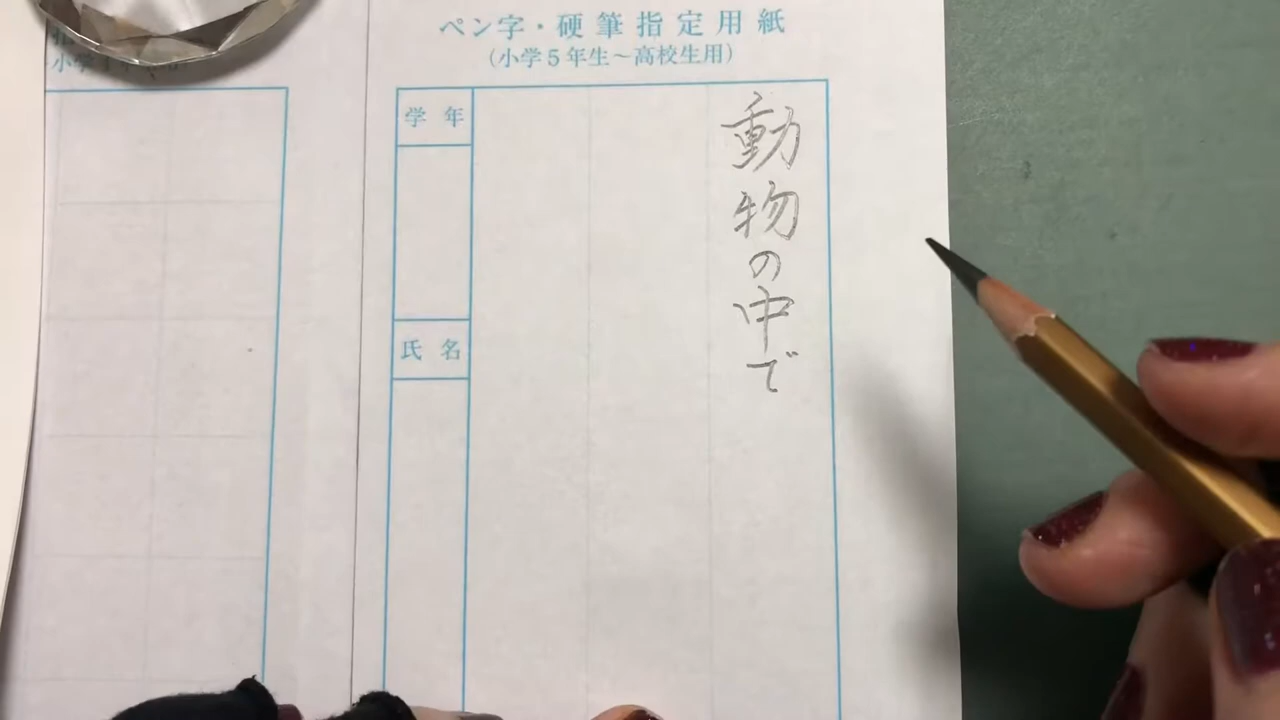 ペン字・硬筆指定用紙
(小学5年生~高校生用)
動物の中で
学年
氏名